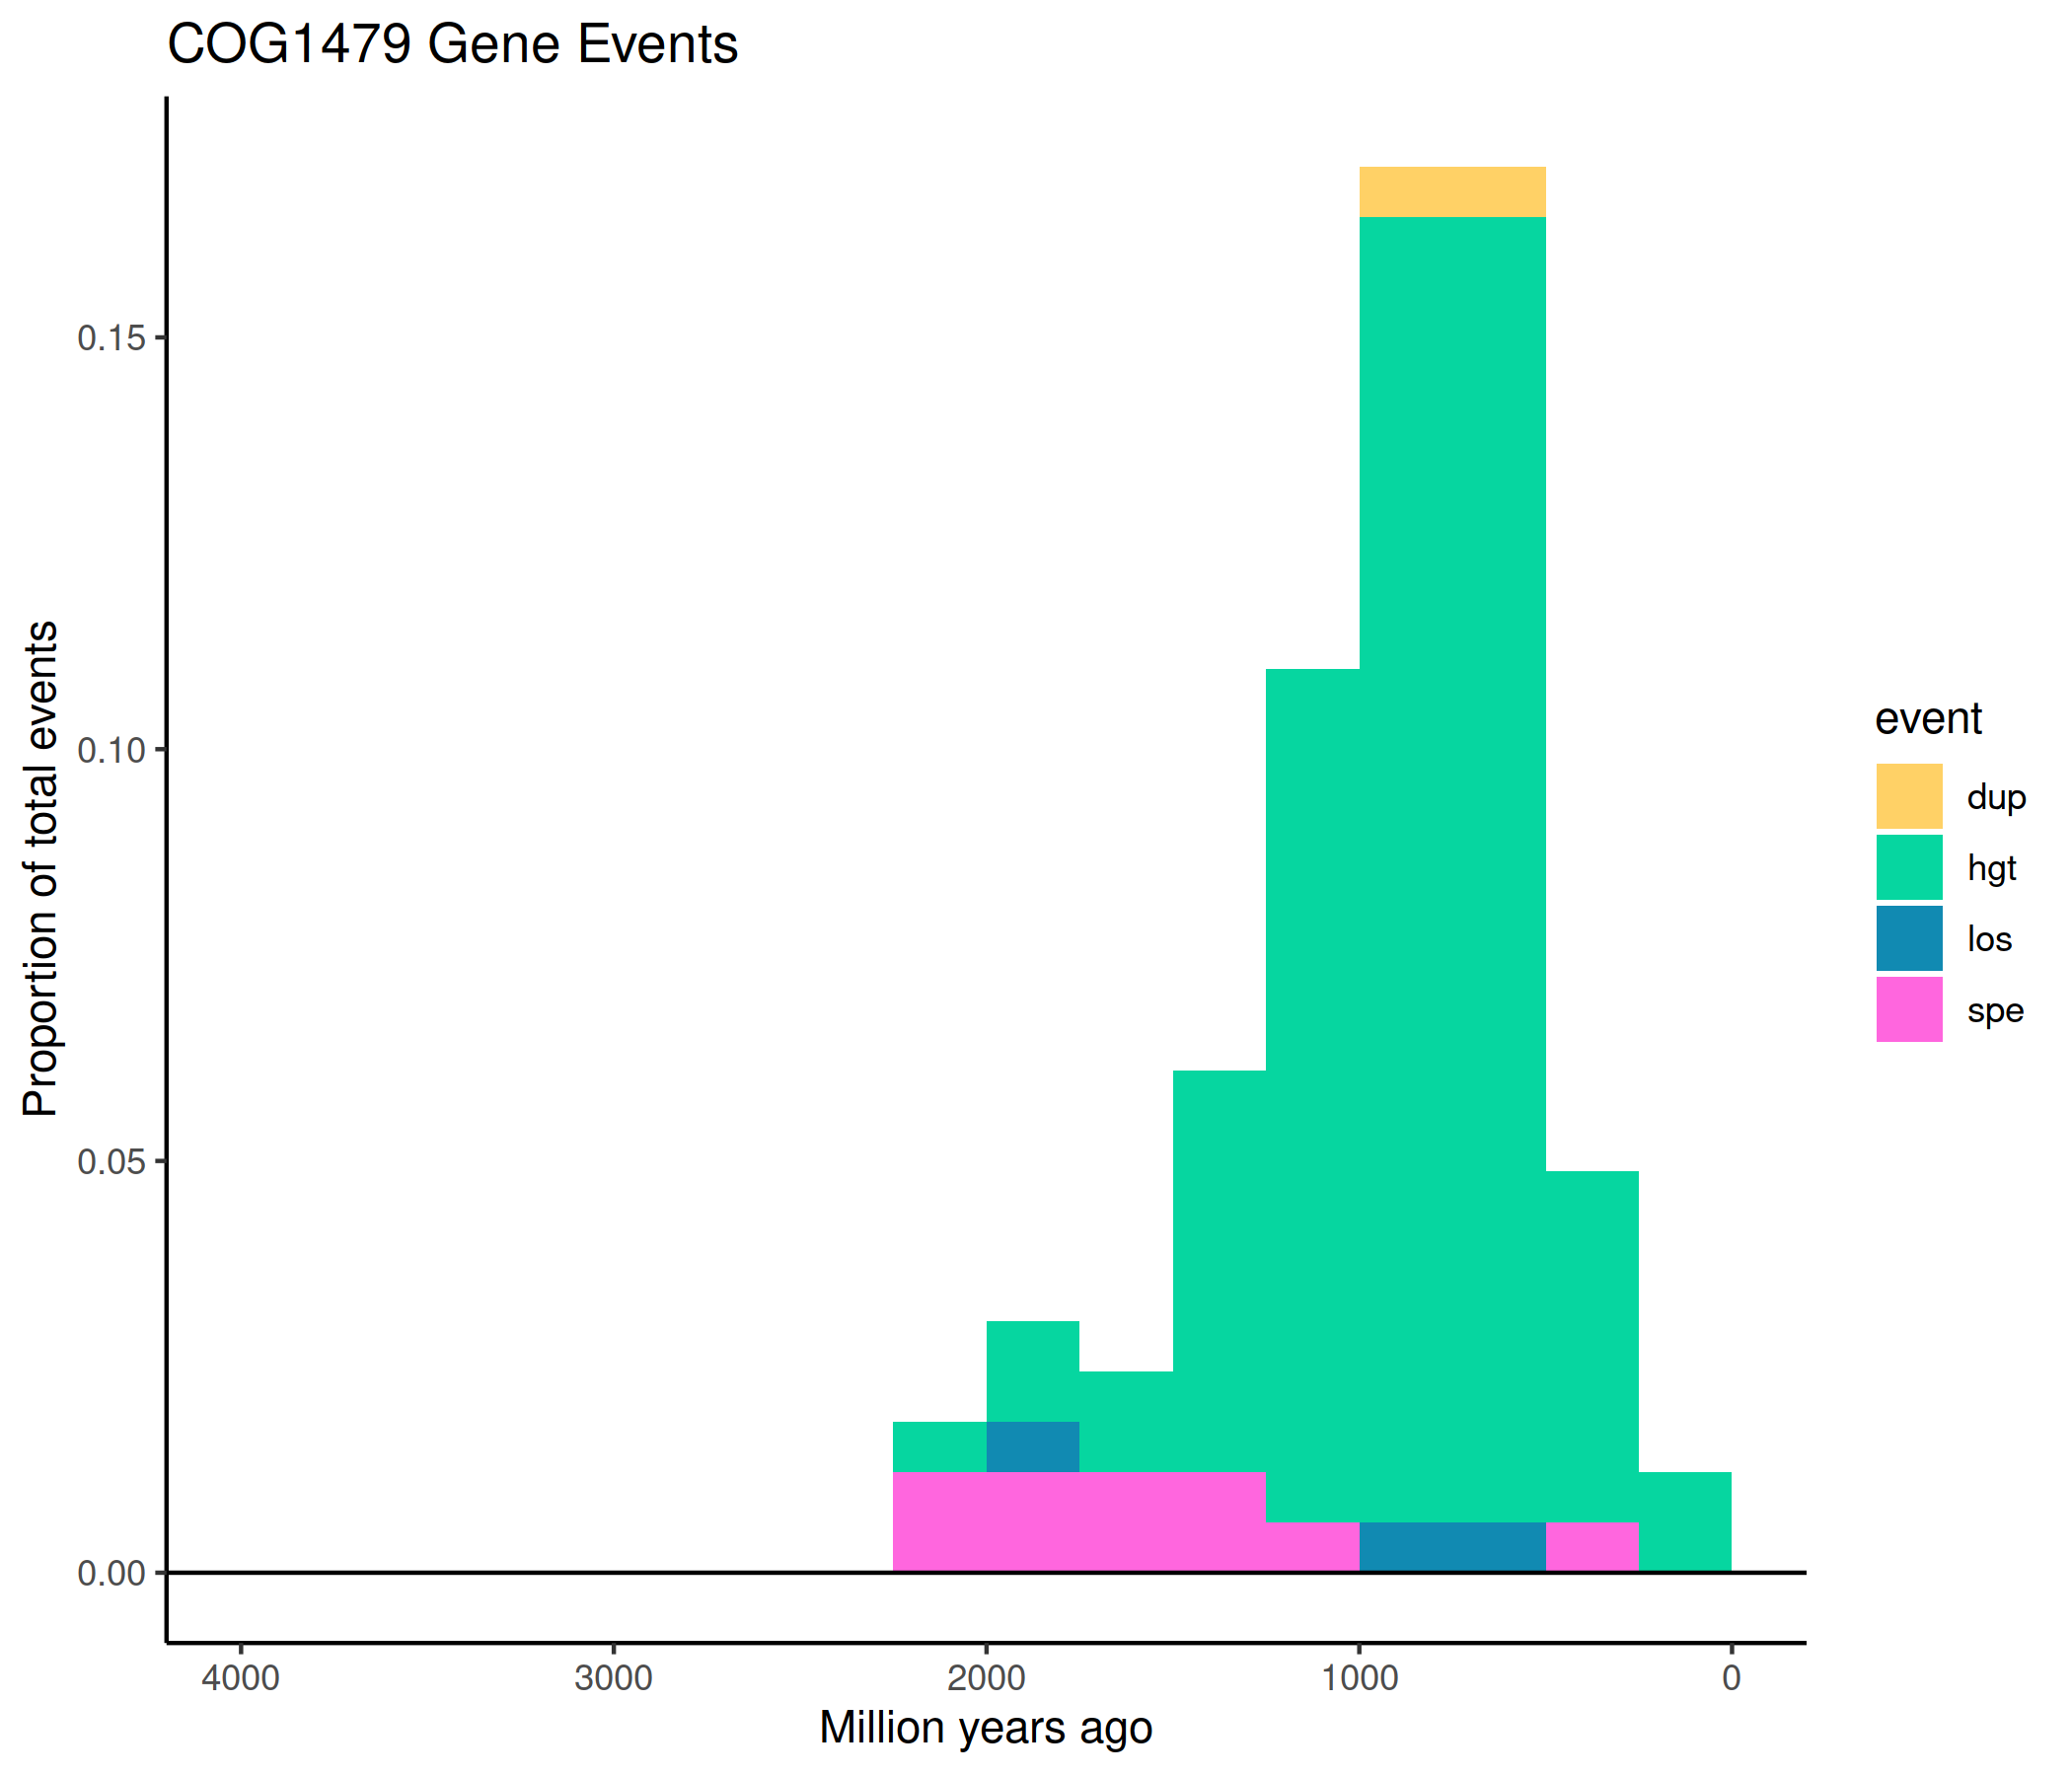 COG1479 Gene Events
Proportion of total events
0.15
0.10
0.05
0.00
4000 3000 2000 1000 0
Million years ago
event
dup
hgt
los
spe